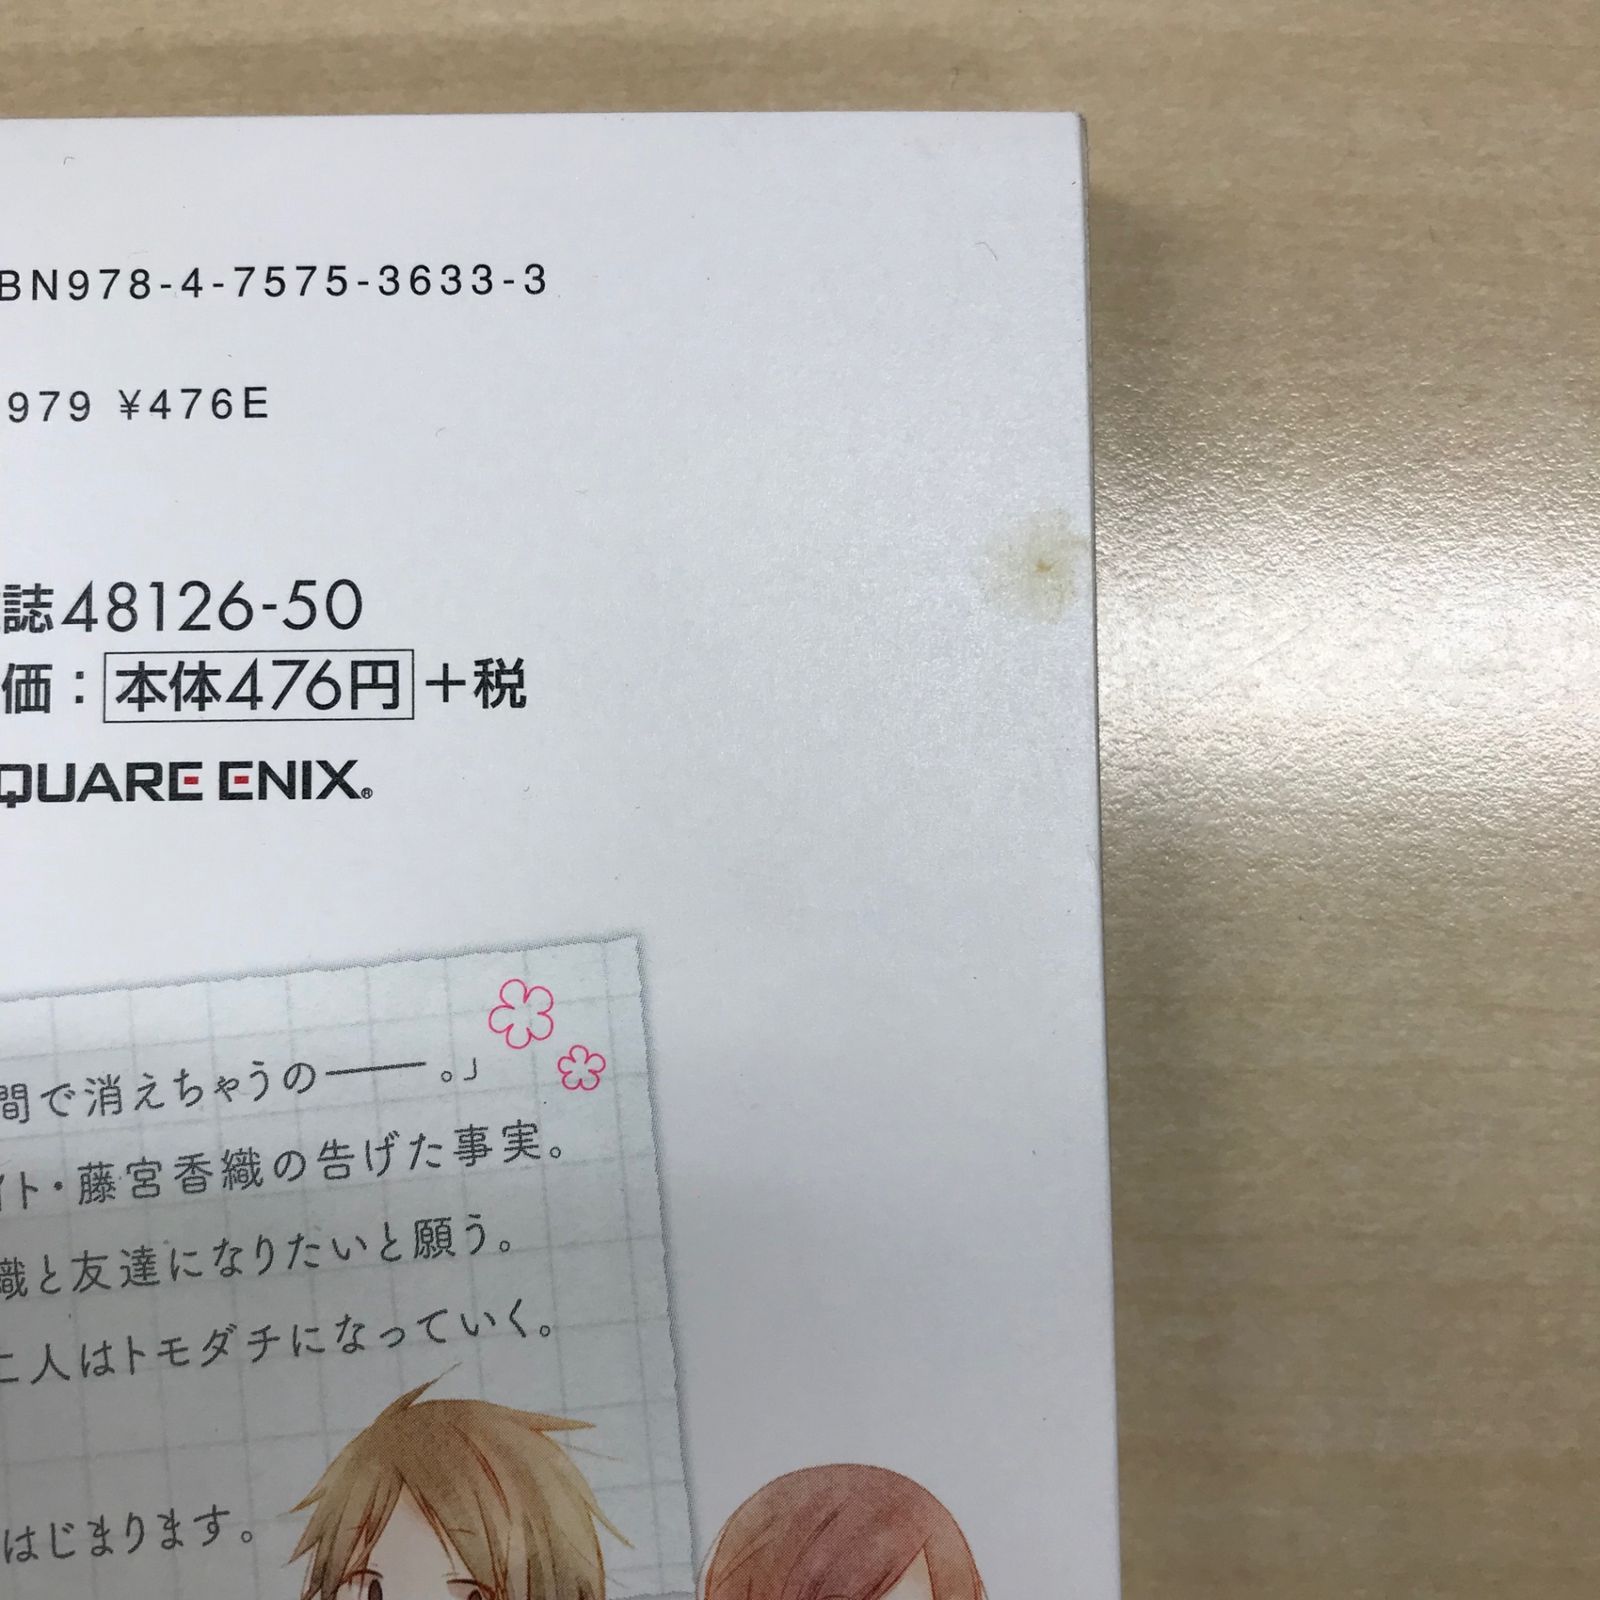 BN978-4-7575-3633-3
979 ¥476E
誌48126-50
価：本体476円＋税
QUARE ENIX®
間で消えちゃうの――。」
イト・藤宮香織の告げた事実。
織と友達になりたいと願う。
二人はトモダチになっていく。
はじまります。